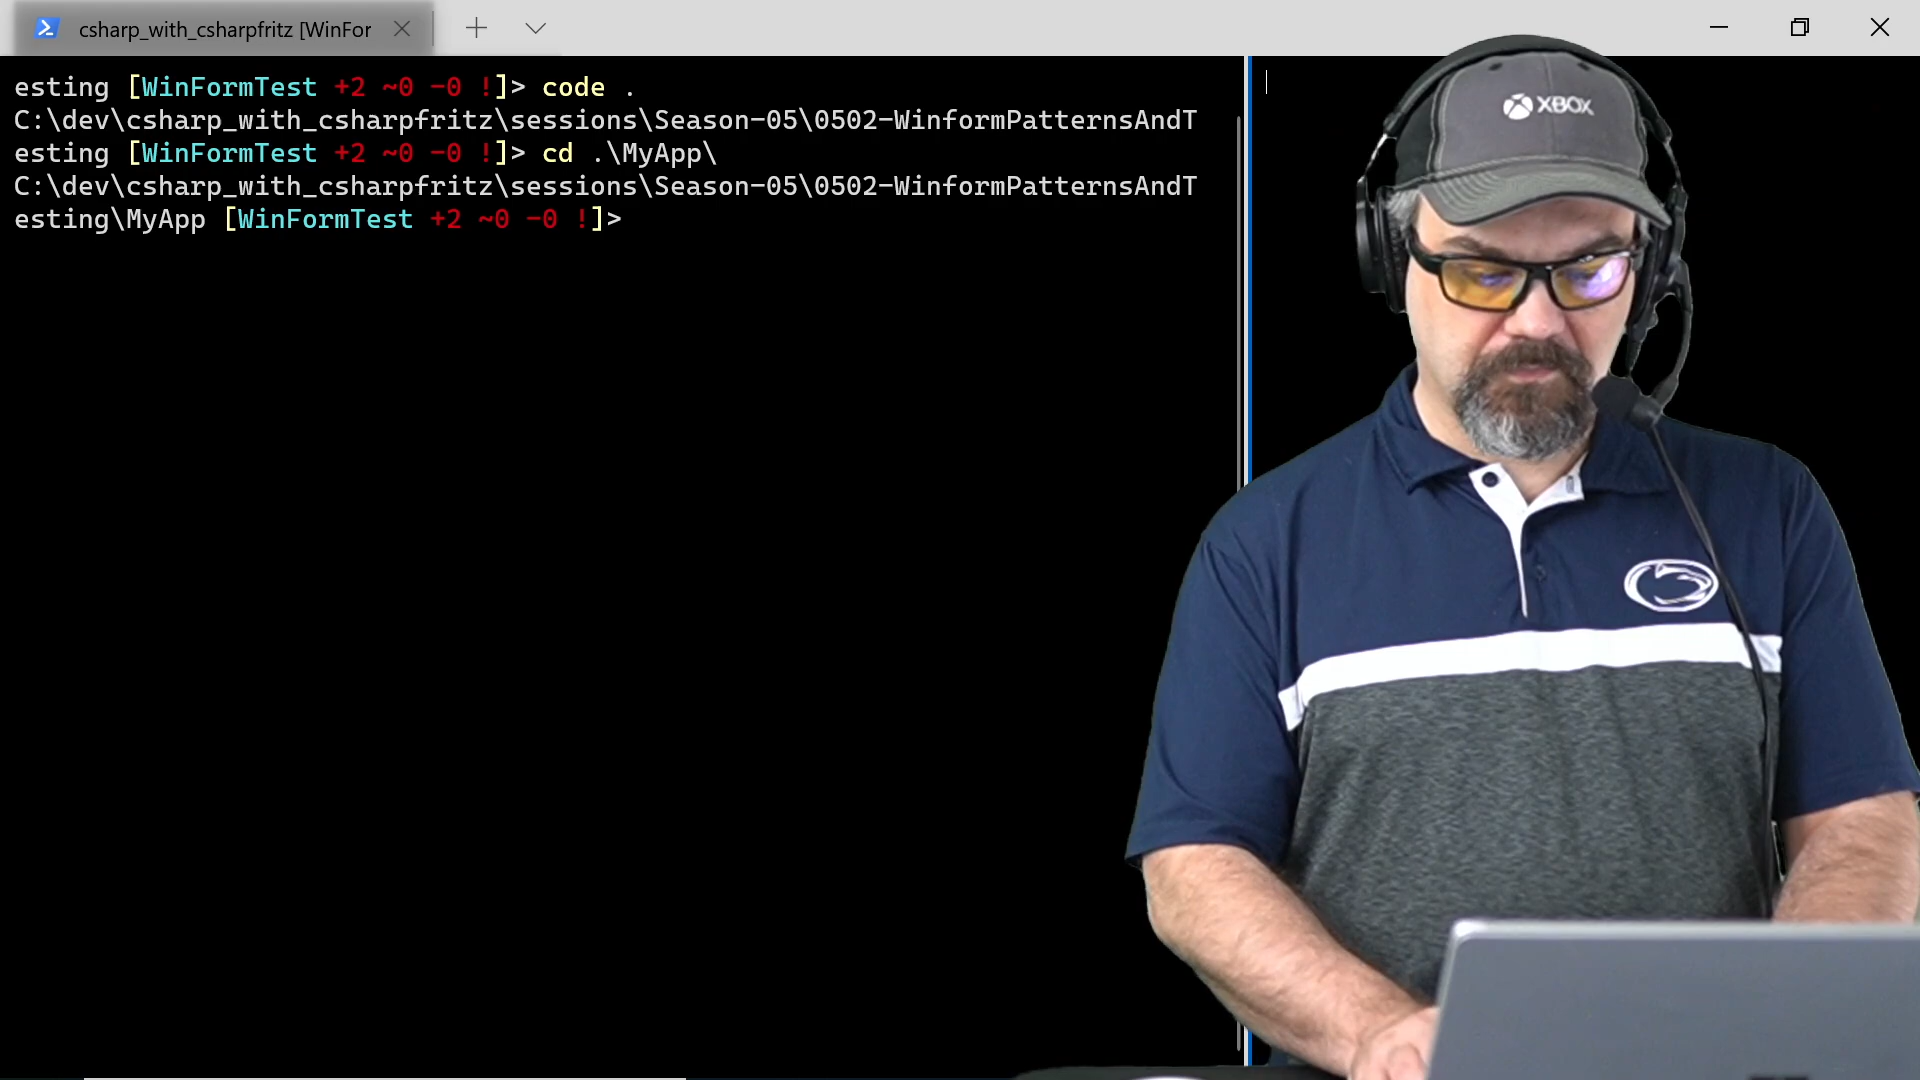 csharp_with_csharpfritz [WinFor
esting [WinFormTest +2 ~0 -0 !]> code .
C:\dev\csharp_with_csharpfritz\sessions\Season-05\0502-WinformPatternsAndT
esting [WinFormTest +2 ~0 -0 !]> cd .\MyApp\
C:\dev\csharp_with_csharpfritz\sessions\Season-05\0502-WinformPatternsAndT
esting\MyApp [WinFormTest +2 ~0 -0 !]>
XBOX